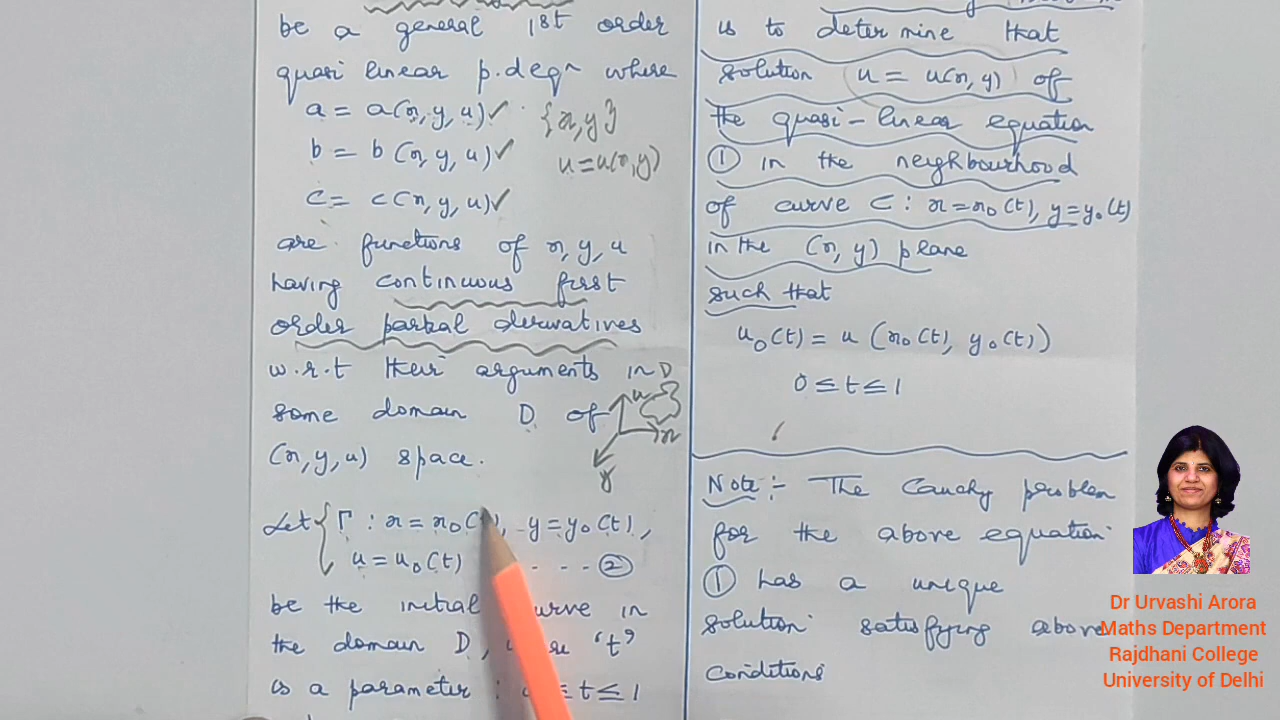 be a general 1st order
quasi linear p.deqn where
a = a(x, y, u) ✓ {x, y}
b = b (x, y, u) ✓ u = u(x, y)
c = c(x, y, u) ✓
are functions of x, y, u
having continuous first
order partial derivatives
w.r.t their arguments in D
some domain D of
u
x
y
(x, y, u) space.
Let { Γ : x = x₀(t), y = y₀(t),
u = u₀(t) - - - ②
be the initial curve in
the domain D, 't'
is a parameter : ≤ t ≤ 1
is to determine that
solution u = u(x, y) of
the quasi-linear equation
① in the neighbourhood
of curve C : x = x₀(t), y = y₀(t)
in the (x, y) plane
such that
u₀(t) = u (x₀(t), y₀(t))
0 ≤ t ≤ 1
Note :- The Cauchy problem
for the above equation
① has a unique
solution satisfying above
conditions
Dr Urvashi Arora
Maths Department
Rajdhani College
University of Delhi